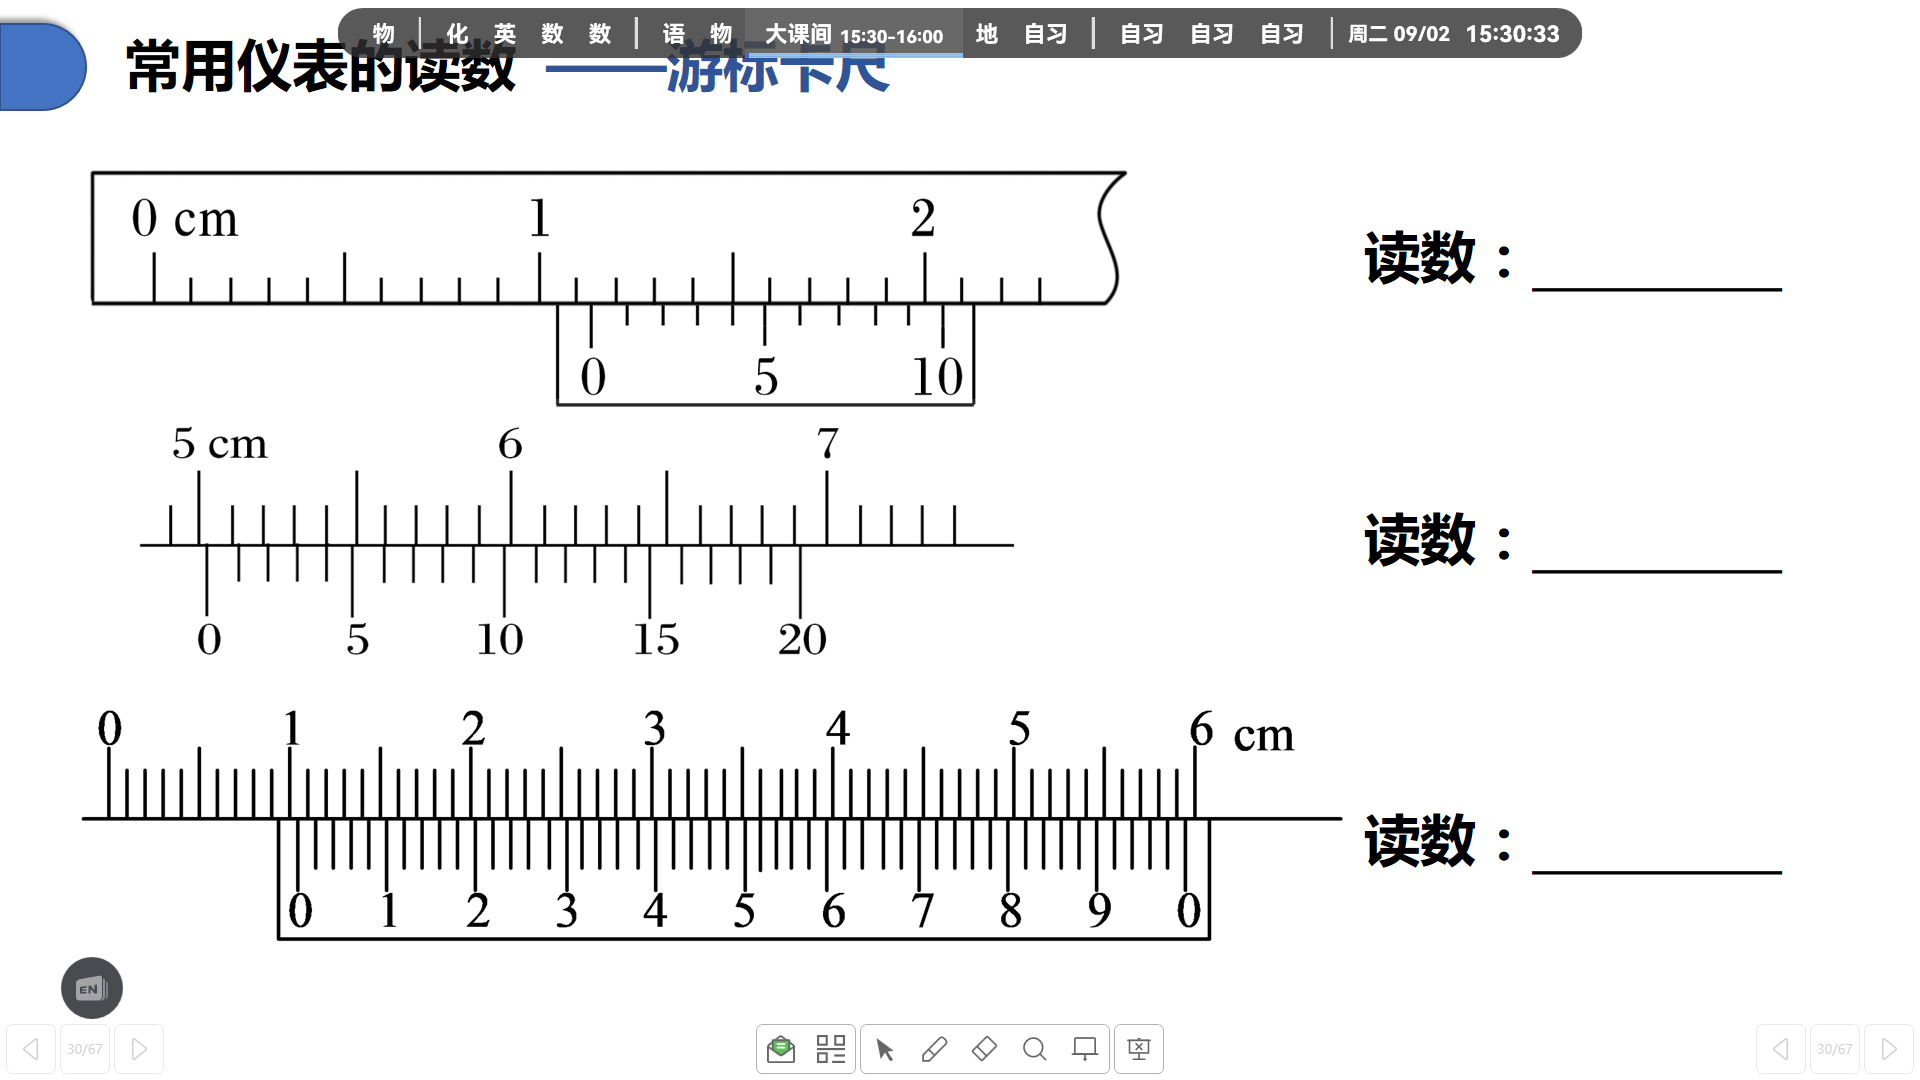 物 | 化 英 数 数 | 语 物 大课间 15:30-16:00 地 自习 | 自习 自习 自习 | 周二 09/02 15:30:33
常用仪表的读数 ——游标卡尺
0 cm 1 2
读数：
0 5 10
5 cm 6 7
读数：
0 5 10 15 20
0 1 2 3 4 5 6 cm
读数：
0 1 2 3 4 5 6 7 8 9 0
EN
30/67 30/67